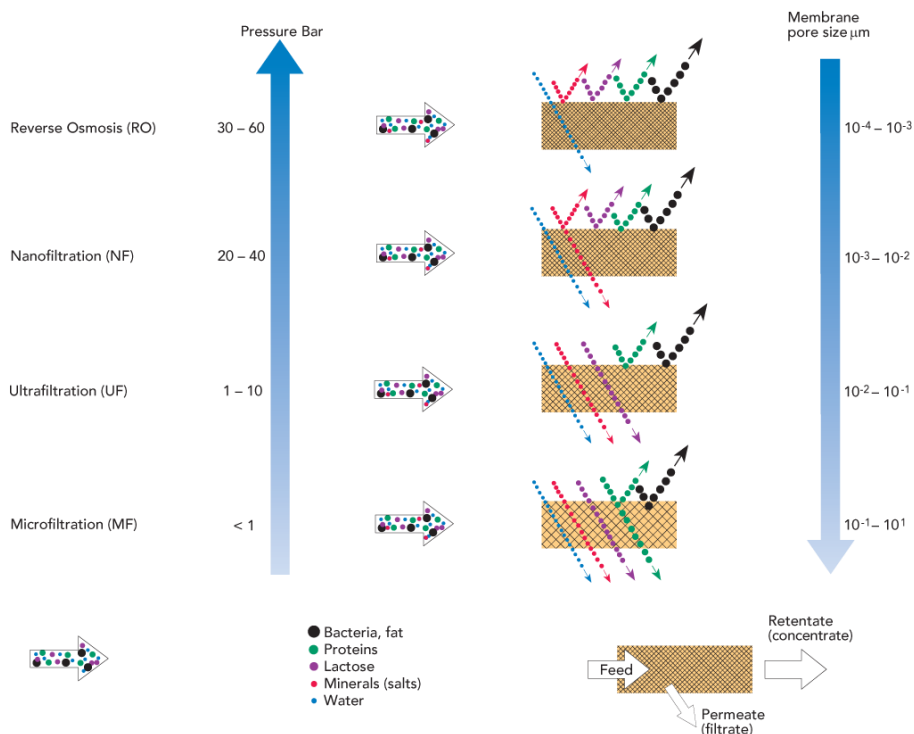 Pressure Bar
Membrane
pore size µm
Reverse Osmosis (RO)
30 – 60
10⁻⁴ – 10⁻³
Nanofiltration (NF)
20 – 40
10⁻³ – 10⁻²
Ultrafiltration (UF)
1 – 10
10⁻² – 10⁻¹
Microfiltration (MF)
< 1
10⁻¹ – 10¹
Bacteria, fat
Proteins
Lactose
Minerals (salts)
Water
Retentate
(concentrate)
Feed
Permeate
(filtrate)